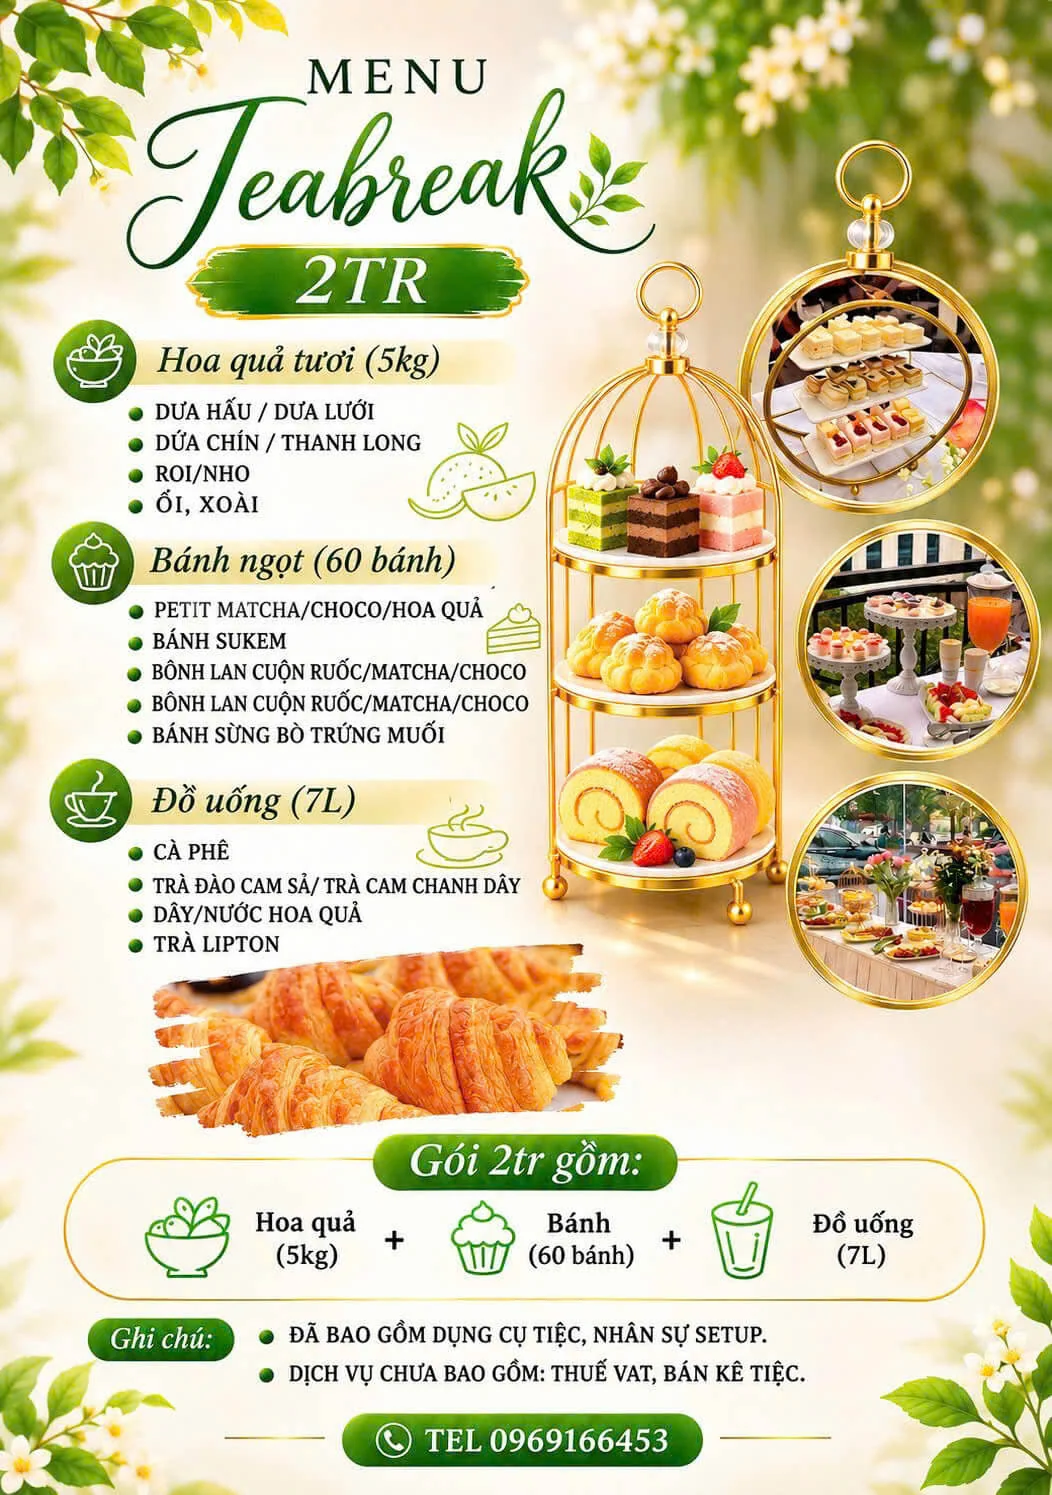 MENU
Teabreak
2TR
Hoa quả tươi (5kg)
DƯA HẤU / DƯA LƯỚI
DỨA CHÍN / THANH LONG
ROI/NHO
ỔI, XOÀI
Bánh ngọt (60 bánh)
PETIT MATCHA/CHOCO/HOA QUẢ
BÁNH SUKEM
BÔNH LAN CUỘN RUỐC/MATCHA/CHOCO
BÔNH LAN CUỘN RUỐC/MATCHA/CHOCO
BÁNH SỪNG BÒ TRỨNG MUỐI
Đồ uống (7L)
CÀ PHÊ
TRÀ ĐÀO CAM SẢ/ TRÀ CAM CHANH DÂY
DÂY/NƯỚC HOA QUẢ
TRÀ LIPTON
Gói 2tr gồm:
Hoa quả
(5kg)
+
Bánh
(60 bánh)
+
Đồ uống
(7L)
Ghi chú:
ĐÃ BAO GỒM DỤNG CỤ TIỆC, NHÂN SỰ SETUP.
DỊCH VỤ CHƯA BAO GỒM: THUẾ VAT, BÁN KÊ TIỆC.
TEL 0969166453